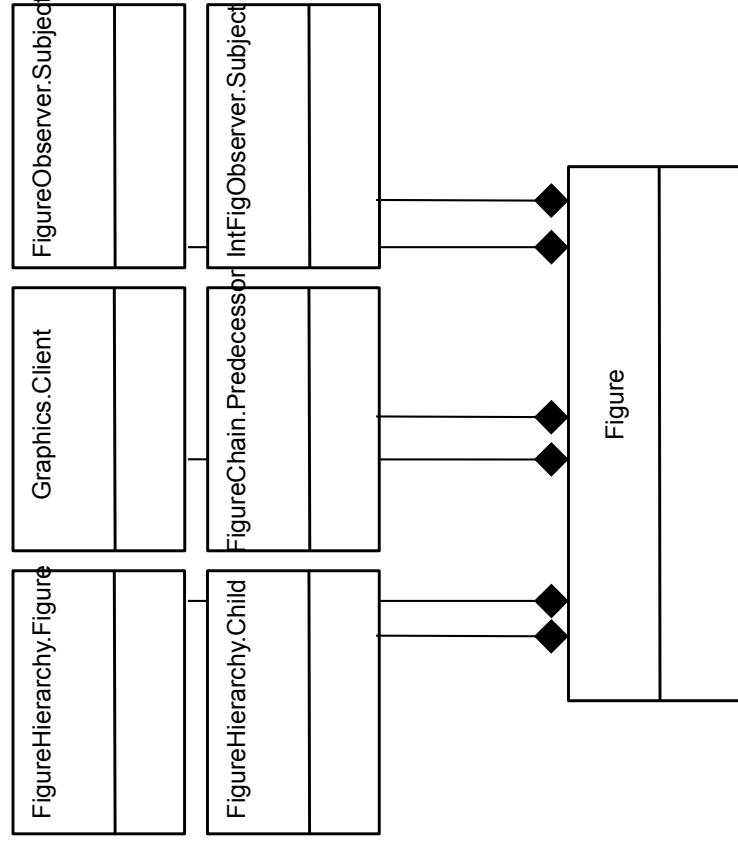 FigureHierarchy.Figure
Graphics.Client
FigureObserver.Subject
FigureHierarchy.Child
FigureChain.Predecessor
IntFigObserver.Subject
Figure